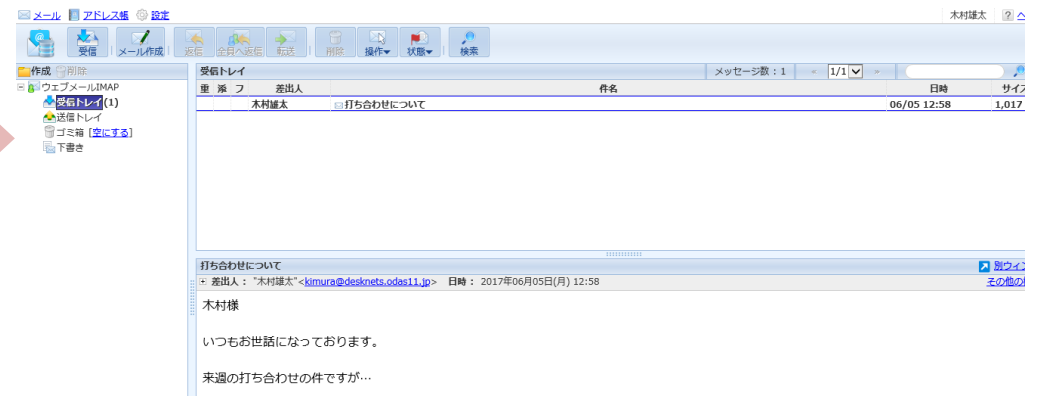 メール アドレス帳 設定 木村雄太 ? ヘ
受信 メール作成 返信 全員へ返信 転送 削除 操作▾ 状態▾ 検索
作成 削除 受信トレイ メッセージ数：1 « 1/1 »
重 添 フ 差出人 件名 日時 サイズ
ウェブメールIMAP
木村雄太 打ち合わせについて 06/05 12:58 1,017
受信トレイ(1)
送信トレイ
ゴミ箱 [空にする]
下書き
打ち合わせについて 別ウィン
差出人： "木村雄太"<kimura@desknets.odas11.jp> 日時： 2017年06月05日(月) 12:58 その他の
木村様
いつもお世話になっております。
来週の打ち合わせの件ですが…